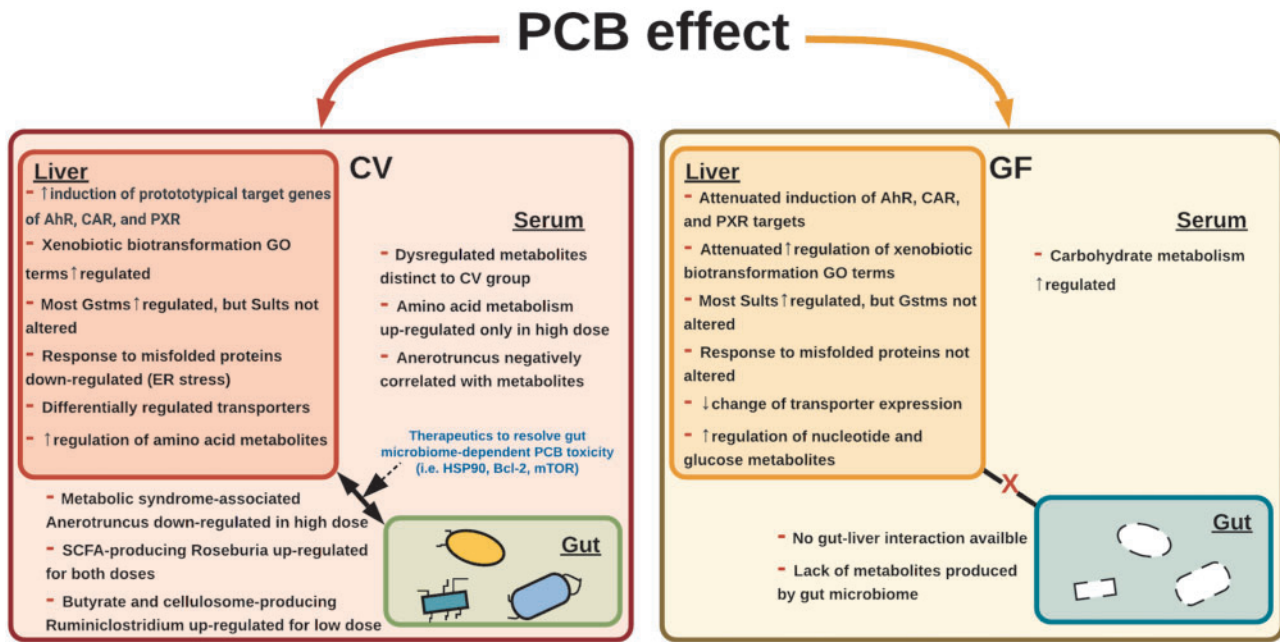 PCB effect
CV
Liver
- ↑induction of protototypical target genes
of AhR, CAR, and PXR
- Xenobiotic biotransformation GO
terms↑regulated
- Most Gstms↑regulated, but Sults not
altered
- Response to misfolded proteins
down-regulated (ER stress)
- Differentially regulated transporters
- ↑regulation of amino acid metabolites
Serum
- Dysregulated metabolites
distinct to CV group
- Amino acid metabolism
up-regulated only in high dose
- Anerotruncus negatively
correlated with metabolites
Therapeutics to resolve gut
microbiome-dependent PCB toxicity
(i.e. HSP90, Bcl-2, mTOR)
- Metabolic syndrome-associated
Anerotruncus down-regulated in high dose
- SCFA-producing Roseburia up-regulated
for both doses
- Butyrate and cellulosome-producing
Ruminiclostridium up-regulated for low dose
Gut
GF
Liver
- Attenuated induction of AhR, CAR,
and PXR targets
- Attenuated↑regulation of xenobiotic
biotransformation GO terms
- Most Sults↑regulated, but Gstms not
altered
- Response to misfolded proteins not
altered
- ↓change of transporter expression
- ↑regulation of nucleotide and
glucose metabolites
Serum
- Carbohydrate metabolism
↑regulated
X
- No gut-liver interaction availble
- Lack of metabolites produced
by gut microbiome
Gut